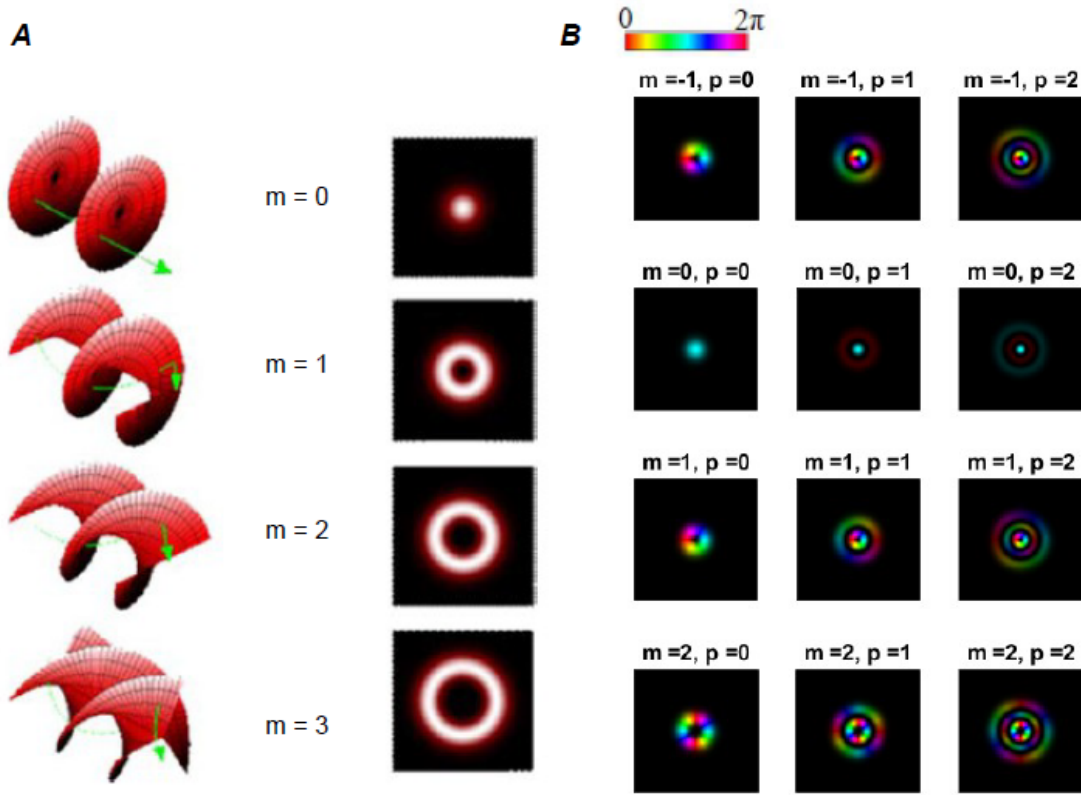 A
m = 0
m = 1
m = 2
m = 3
B
0 2π
m =-1, p =0 m =-1, p =1 m =-1, p =2
m =0, p =0 m =0, p =1 m =0, p =2
m =1, p =0 m =1, p =1 m =1, p =2
m =2, p =0 m =2, p =1 m =2, p =2